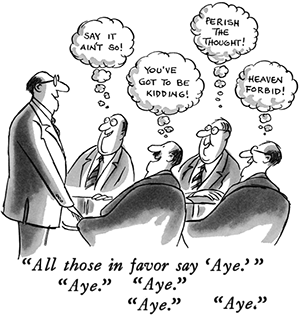 SAY IT
AIN'T SO!
YOU'VE
GOT TO BE
KIDDING!
PERISH
THE
THOUGHT!
HEAVEN
FORBID!
"All those in favor say 'Aye.'"
"Aye." "Aye."
"Aye." "Aye."